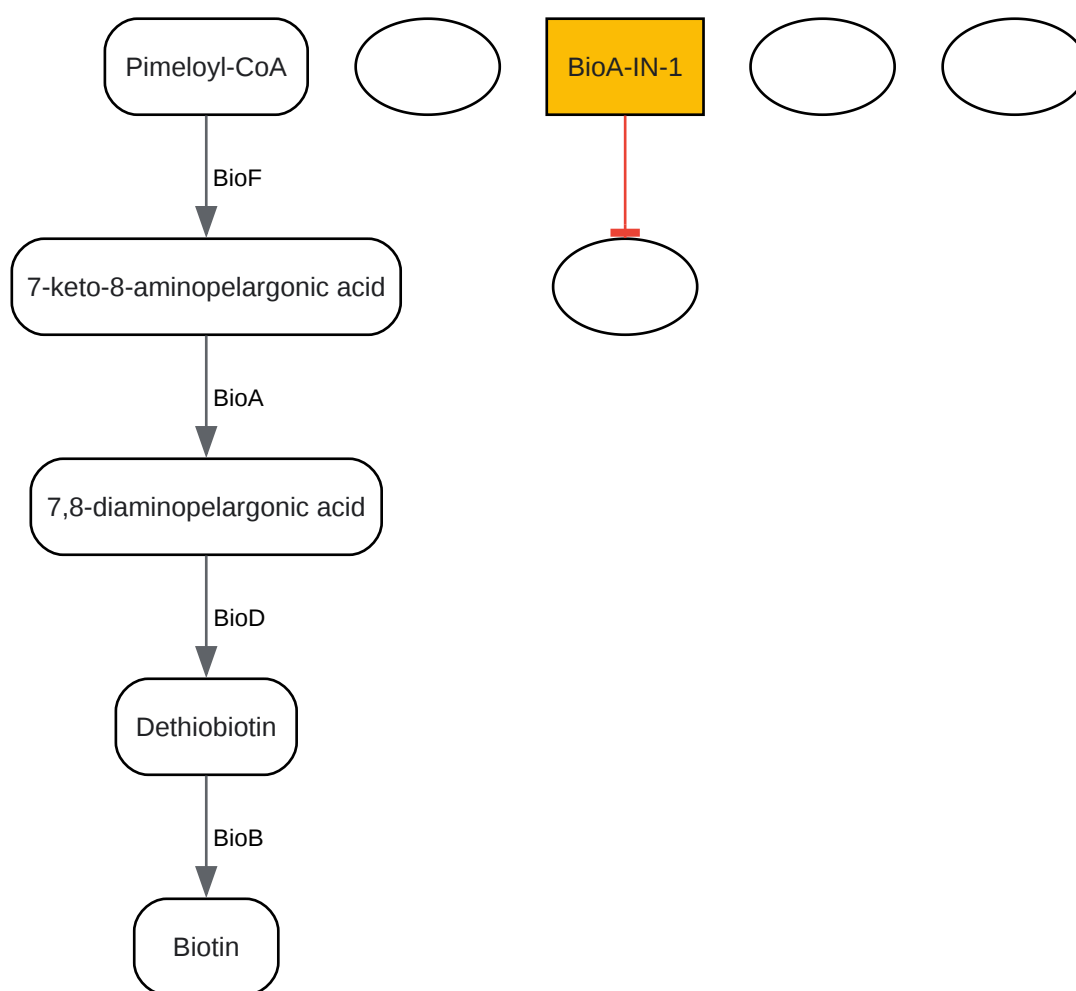 Pimeloyl-CoA
BioA-IN-1
BioF
7-keto-8-aminopelargonic acid
BioA
7,8-diaminopelargonic acid
BioD
Dethiobiotin
BioB
Biotin